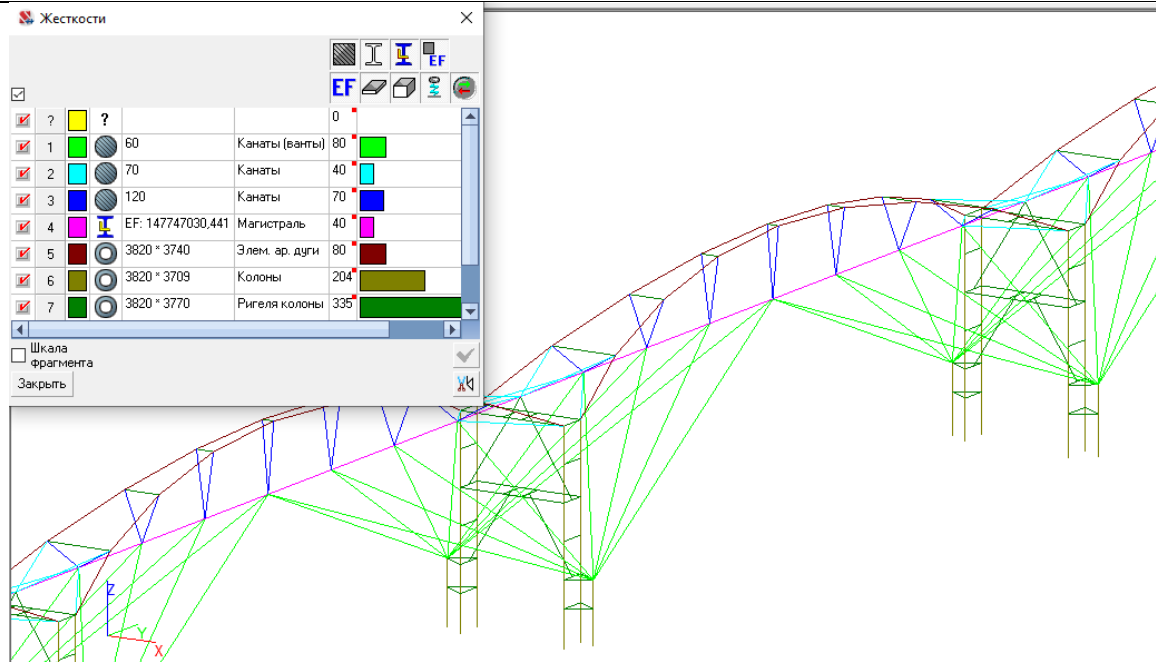 Жесткости
EF
EF
? ? 0
1 60 Канаты (ванты) 80
2 70 Канаты 40
3 120 Канаты 70
4 EF: 147747030,441 Магистраль 40
5 3820 * 3740 Элем. ар. дуги 80
6 3820 * 3709 Колоны 204
7 3820 * 3770 Ригеля колоны 335
Шкала
фрагмента
Закрыть
Z
Y
X